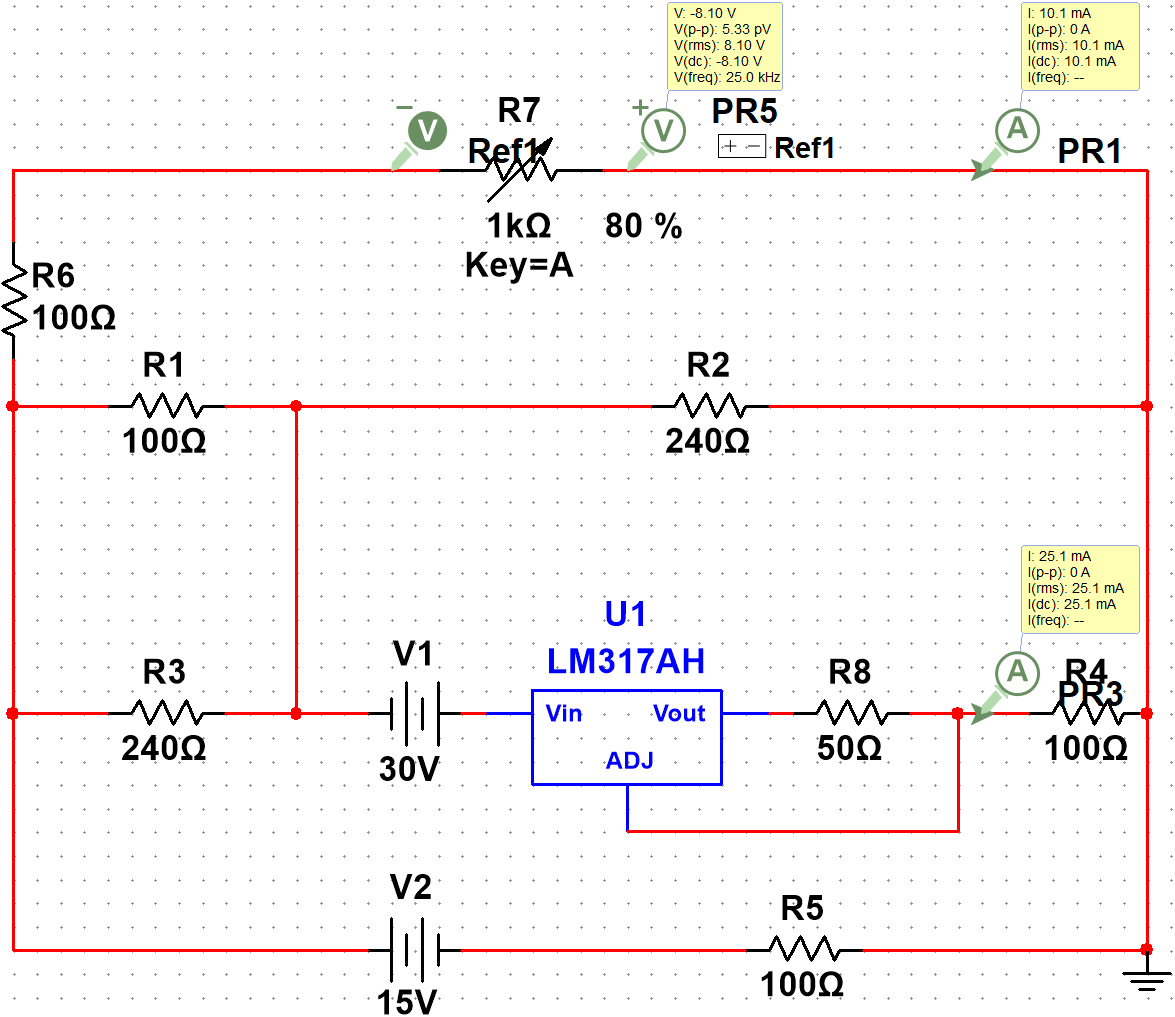 V: -8.10 V
V(p-p): 5.33 pV
V(rms): 8.10 V
V(dc): -8.10 V
V(freq): 25.0 kHz
I: 10.1 mA
I(p-p): 0 A
I(rms): 10.1 mA
I(dc): 10.1 mA
I(freq): --
V
R7
Ref1
+
V
PR5
+ −
Ref1
A
PR1
1kΩ
80 %
Key=A
R6
100Ω
R1
100Ω
R2
240Ω
I: 25.1 mA
I(p-p): 0 A
I(rms): 25.1 mA
I(dc): 25.1 mA
I(freq): --
A
R4
PR3
100Ω
R3
240Ω
V1
30V
U1
LM317AH
Vin
Vout
ADJ
R8
50Ω
V2
15V
R5
100Ω